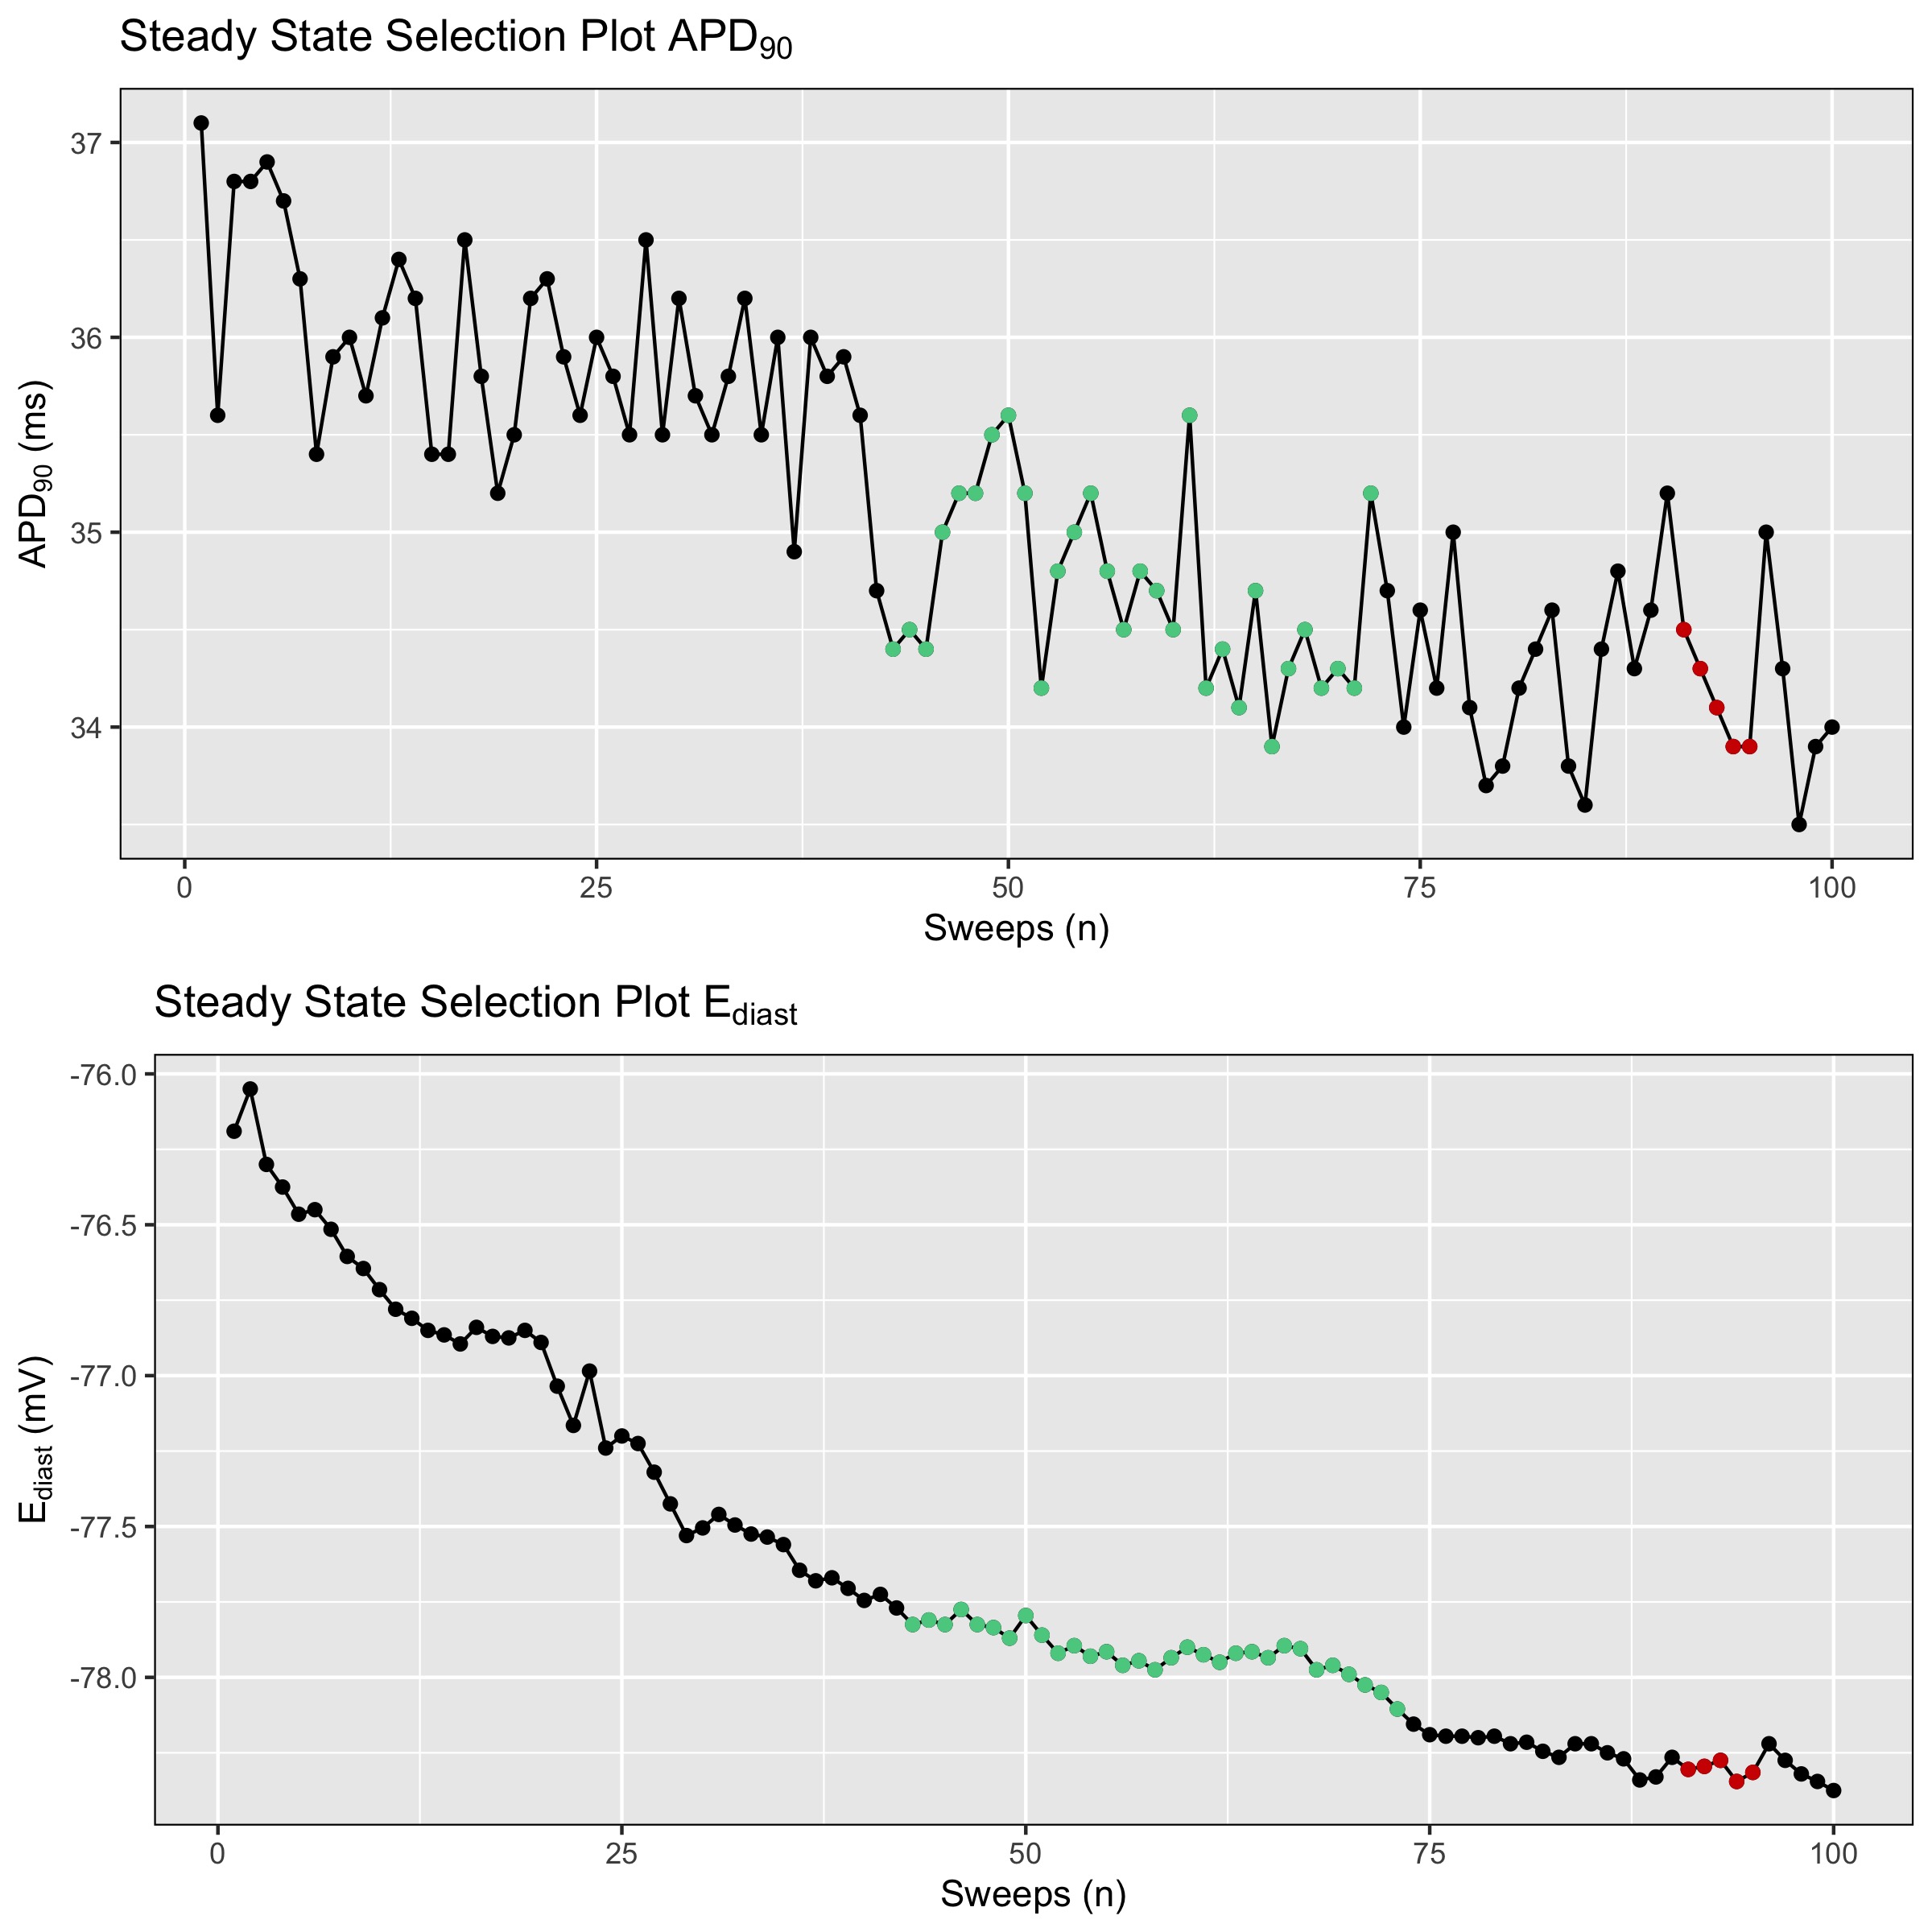 Steady State Selection Plot APD90
37
36
35
34
APD90 (ms)
0 25 50 75 100
Sweeps (n)
Steady State Selection Plot Ediast
-76.0
-76.5
-77.0
-77.5
-78.0
Ediast (mV)
0 25 50 75 100
Sweeps (n)